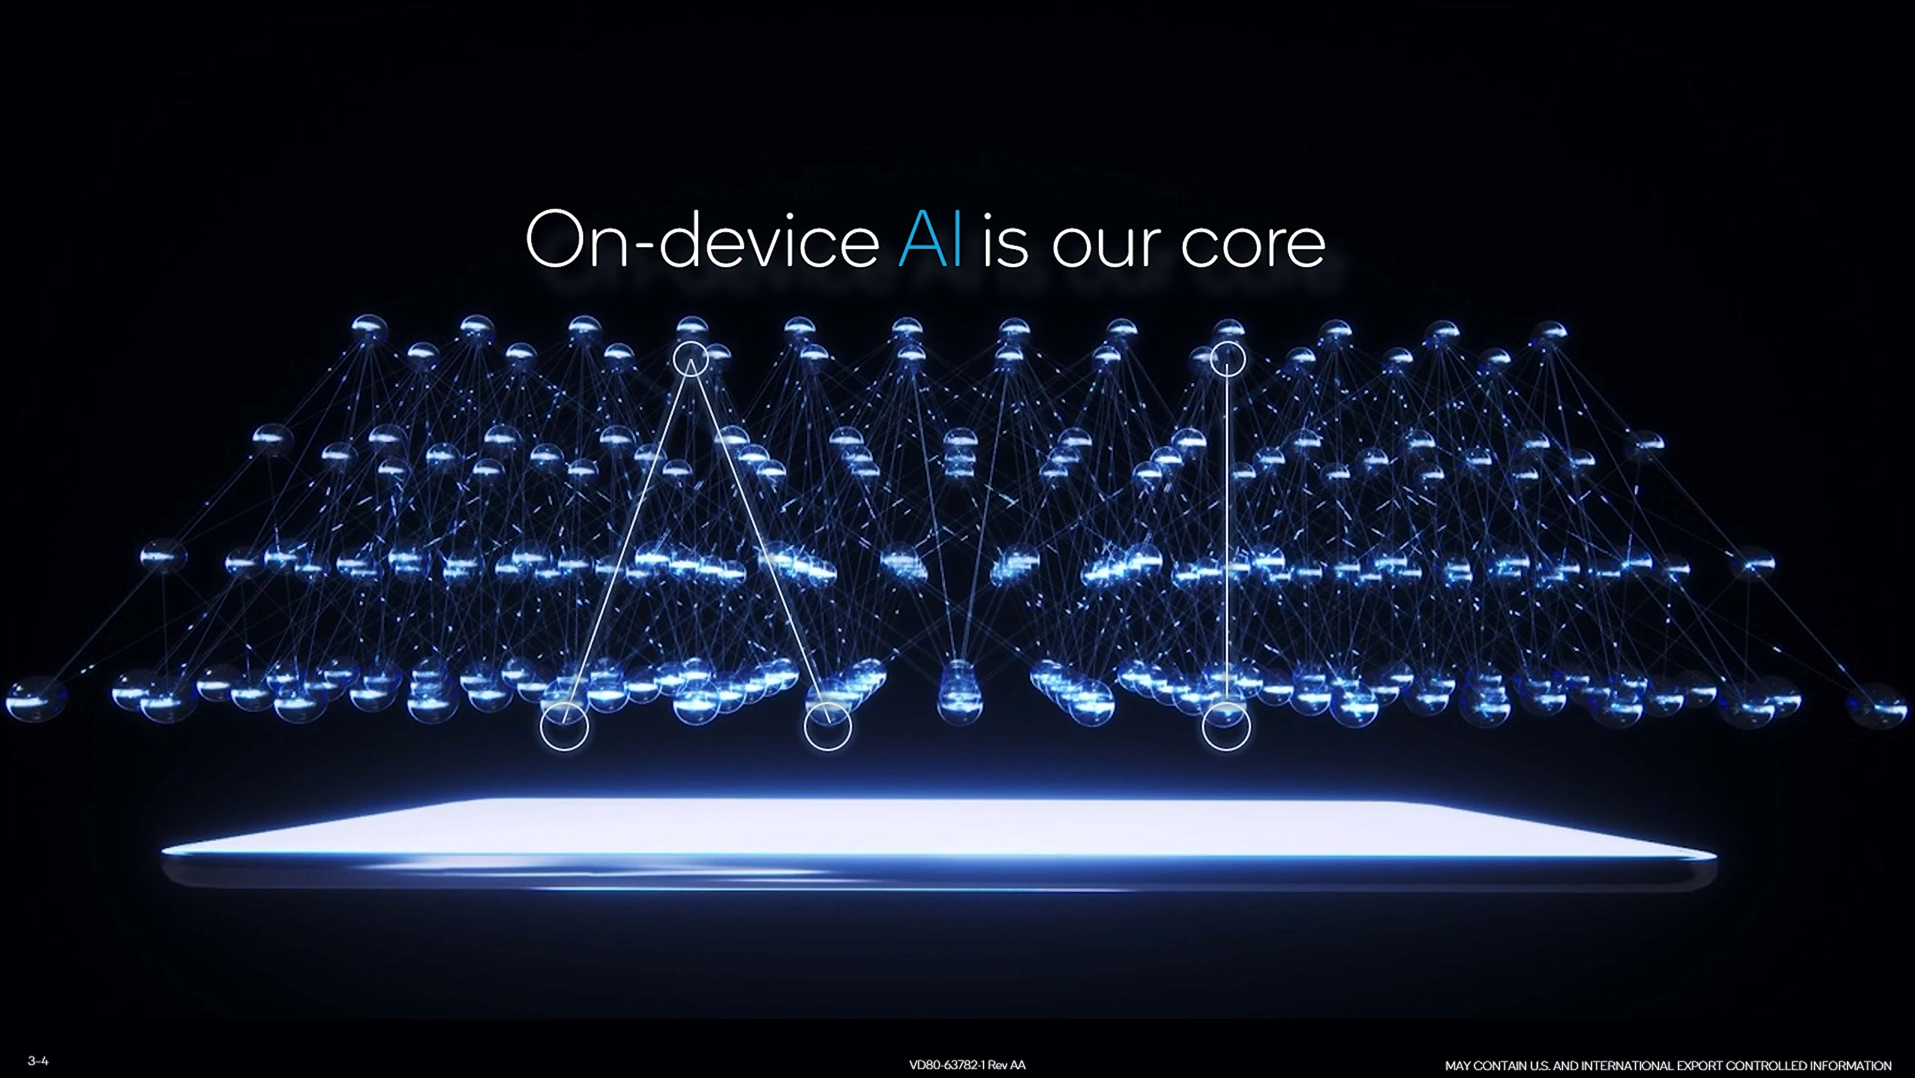 On-device AI is our core
3-4
VD80-63782-1 Rev AA
MAY CONTAIN U.S. AND INTERNATIONAL EXPORT CONTROLLED INFORMATION